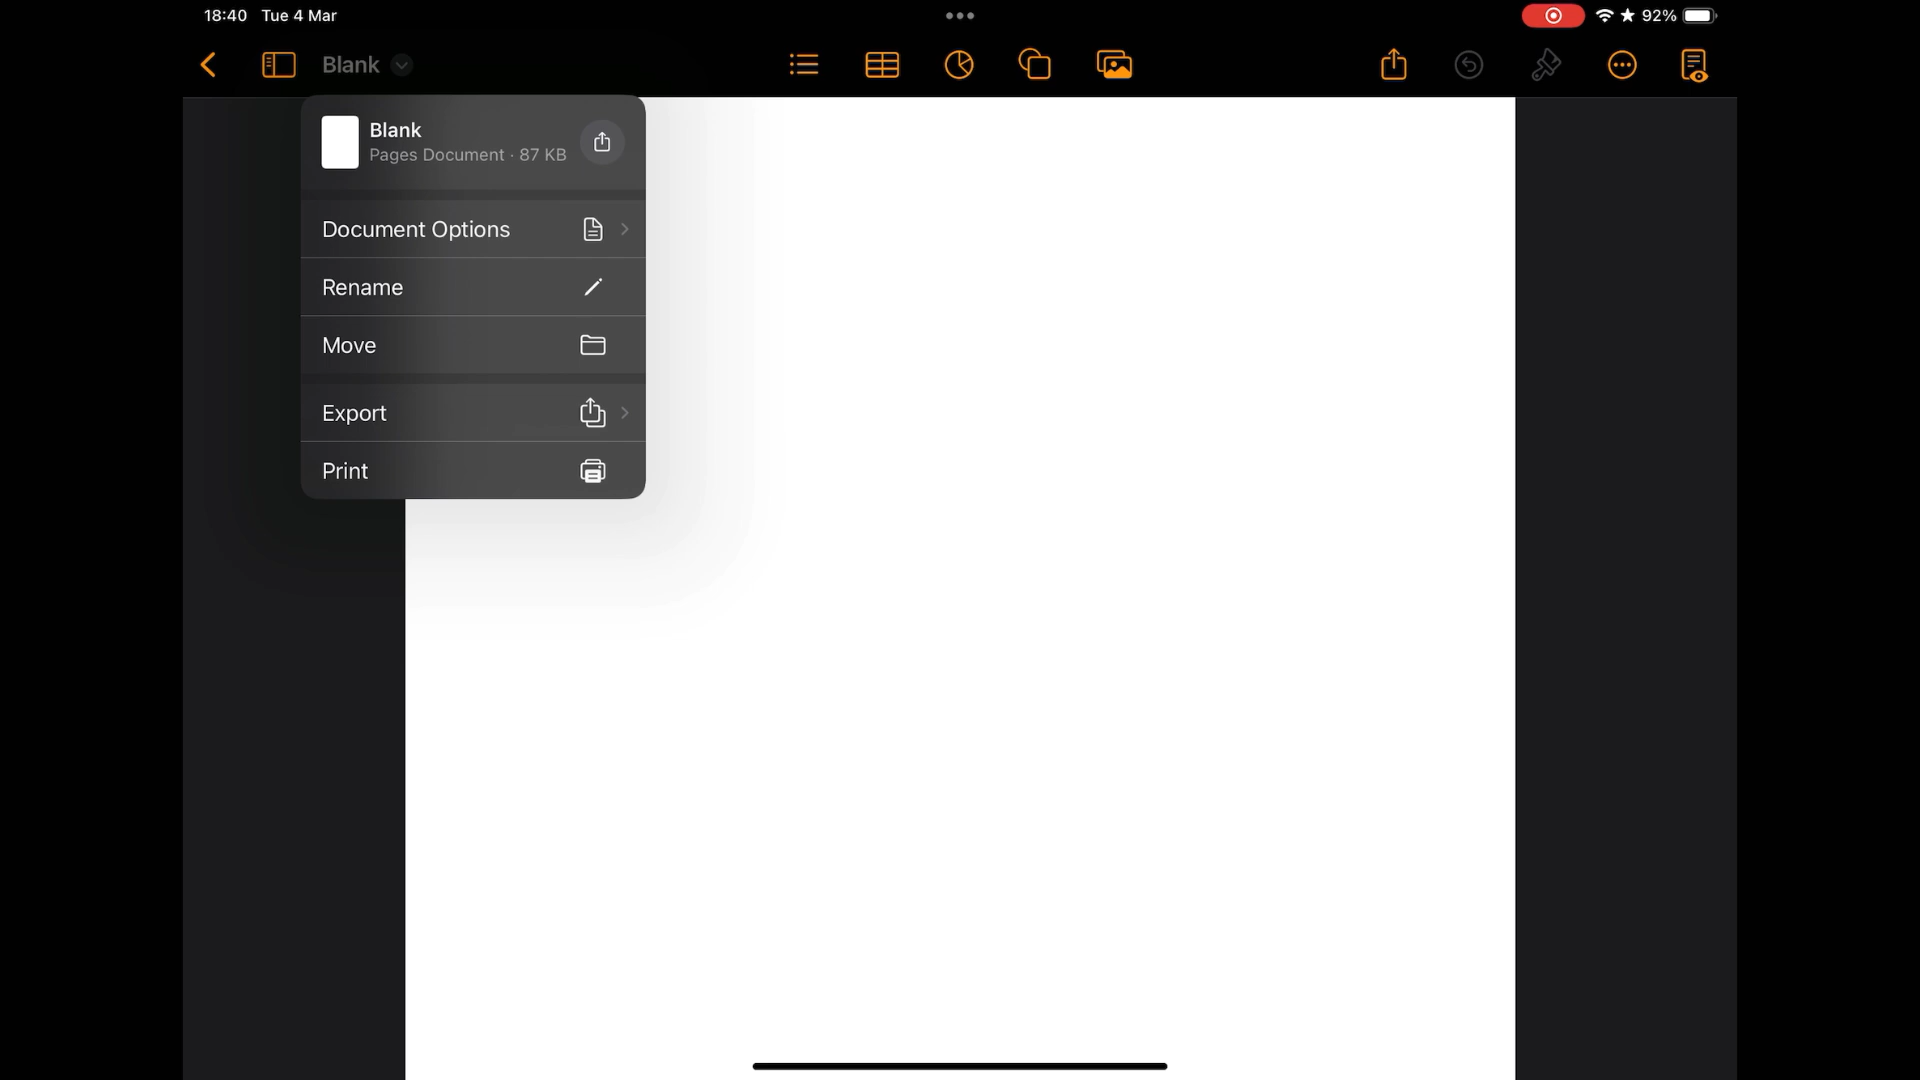 18:40 Tue 4 Mar
92%
Blank
Blank
Pages Document · 87 KB
Document Options
Rename
Move
Export
Print